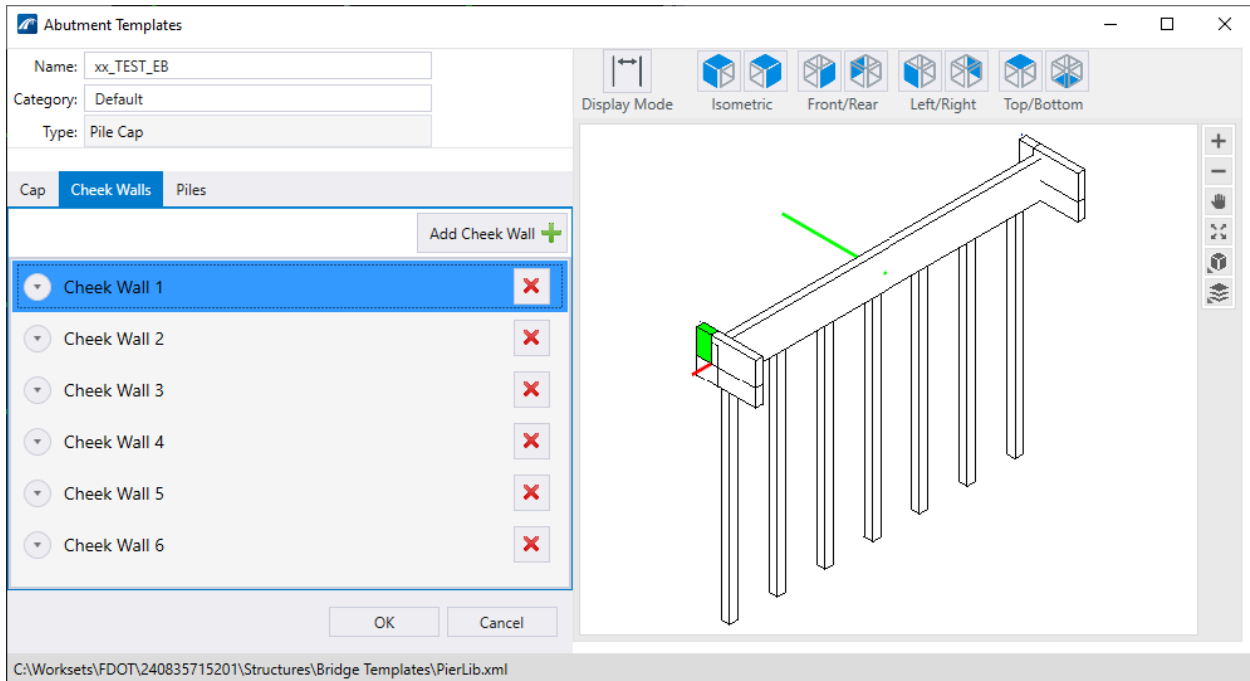 Abutment Templates
Name: xx_TEST_EB
Category: Default
Type: Pile Cap
Display Mode Isometric Front/Rear Left/Right Top/Bottom
Cap Cheek Walls Piles
Add Cheek Wall
Cheek Wall 1
Cheek Wall 2
Cheek Wall 3
Cheek Wall 4
Cheek Wall 5
Cheek Wall 6
OK Cancel
C:\Worksets\FDOT\240835715201\Structures\Bridge Templates\PierLib.xml